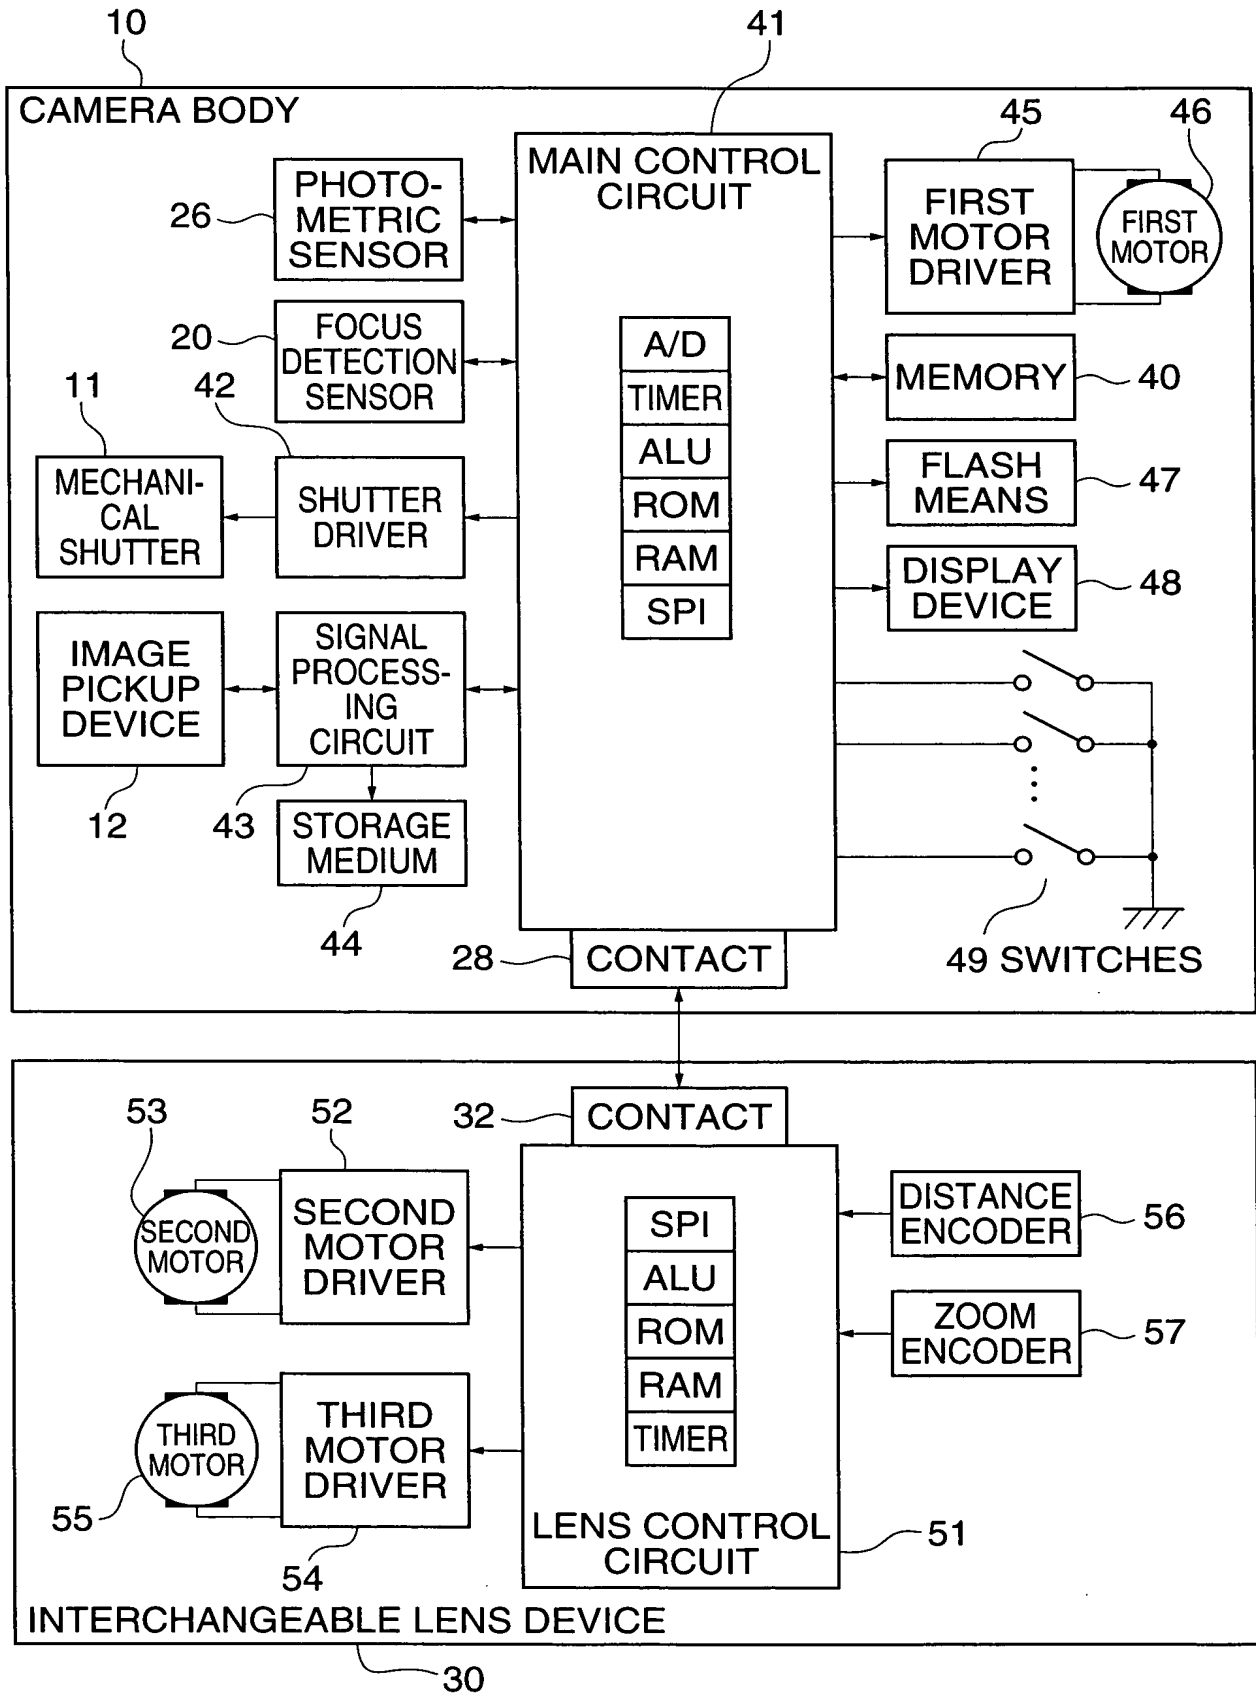 10
41
CAMERA BODY
45
46
MAIN CONTROL
CIRCUIT
PHOTO-
METRIC
SENSOR
26
FIRST
MOTOR
DRIVER
FIRST
MOTOR
20
FOCUS
DETECTION
SENSOR
A/D
TIMER
ALU
ROM
RAM
SPI
MEMORY
40
11
42
MECHANI-
CAL
SHUTTER
SHUTTER
DRIVER
FLASH
MEANS
47
DISPLAY
DEVICE
48
IMAGE
PICKUP
DEVICE
SIGNAL
PROCESS-
ING
CIRCUIT
12
43
STORAGE
MEDIUM
44
28
CONTACT
49 SWITCHES
53
52
32
CONTACT
SECOND
MOTOR
SECOND
MOTOR
DRIVER
SPI
ALU
ROM
RAM
TIMER
DISTANCE
ENCODER
56
ZOOM
ENCODER
57
THIRD
MOTOR
THIRD
MOTOR
DRIVER
55
54
LENS CONTROL
CIRCUIT
51
INTERCHANGEABLE LENS DEVICE
30